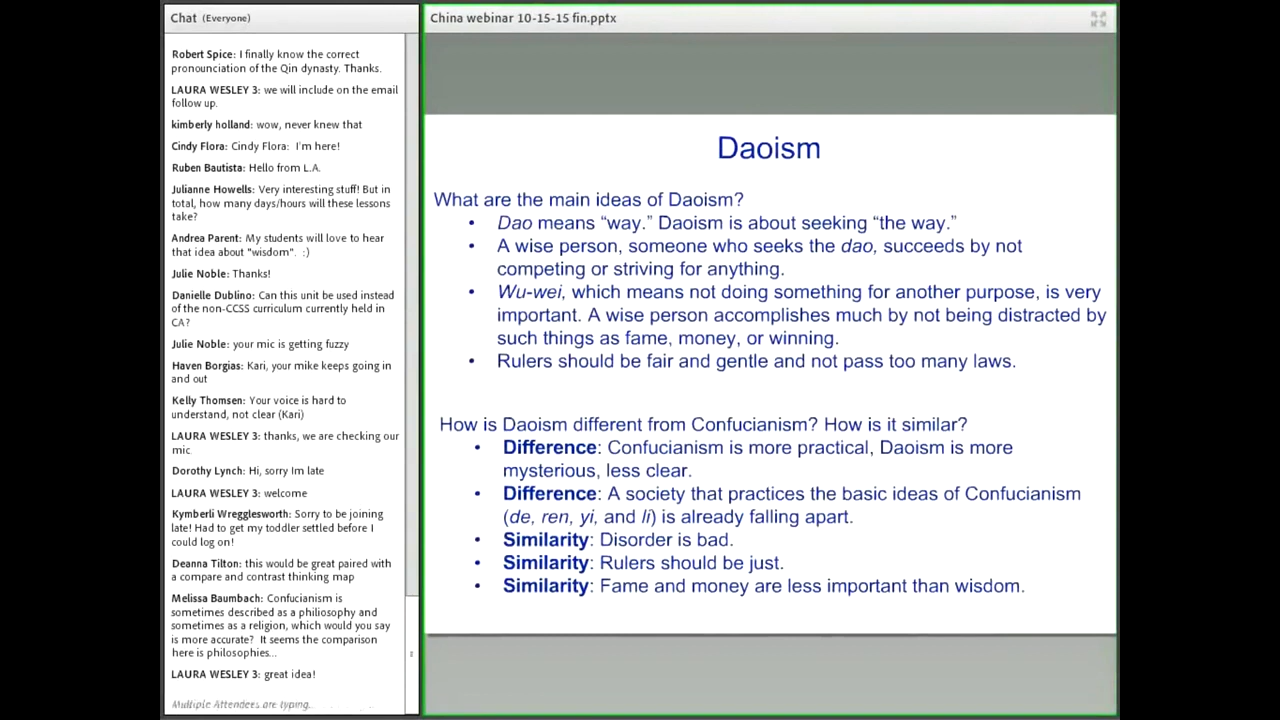 Chat (Everyone)
Robert Spice: I finally know the correct
pronounciation of the Qin dynasty. Thanks.
LAURA WESLEY 3: we will include on the email
follow up.
kimberly holland: wow, never knew that
Cindy Flora: Cindy Flora: I'm here!
Ruben Bautista: Hello from L.A.
Julianne Howells: Very interesting stuff! But in
total, how many days/hours will these lessons
take?
Andrea Parent: My students will love to hear
that idea about "wisdom". :)
Julie Noble: Thanks!
Danielle Dublino: Can this unit be used instead
of the non-CCSS curriculum currently held in
CA?
Julie Noble: your mic is getting fuzzy
Haven Borgias: Kari, your mike keeps going in
and out
Kelly Thomsen: Your voice is hard to
understand, not clear (Kari)
LAURA WESLEY 3: thanks, we are checking our
mic.
Dorothy Lynch: Hi, sorry Im late
LAURA WESLEY 3: welcome
Kymberli Wregglesworth: Sorry to be joining
late! Had to get my toddler settled before I
could log on!
Deanna Tilton: this would be great paired with
a compare and contrast thinking map
Melissa Baumbach: Confucianism is
sometimes described as a philosophy and
sometimes as a religion, which would you say
is more accurate? It seems the comparison
here is philosophies...
LAURA WESLEY 3: great idea!
Multiple Attendees are typing..
China webinar 10-15-15 fin.pptx
Daoism
What are the main ideas of Daoism?
• Dao means “way.” Daoism is about seeking “the way.”
• A wise person, someone who seeks the dao, succeeds by not
competing or striving for anything.
• Wu-wei, which means not doing something for another purpose, is very
important. A wise person accomplishes much by not being distracted by
such things as fame, money, or winning.
• Rulers should be fair and gentle and not pass too many laws.
How is Daoism different from Confucianism? How is it similar?
• Difference: Confucianism is more practical, Daoism is more
mysterious, less clear.
• Difference: A society that practices the basic ideas of Confucianism
(de, ren, yi, and li) is already falling apart.
• Similarity: Disorder is bad.
• Similarity: Rulers should be just.
• Similarity: Fame and money are less important than wisdom.